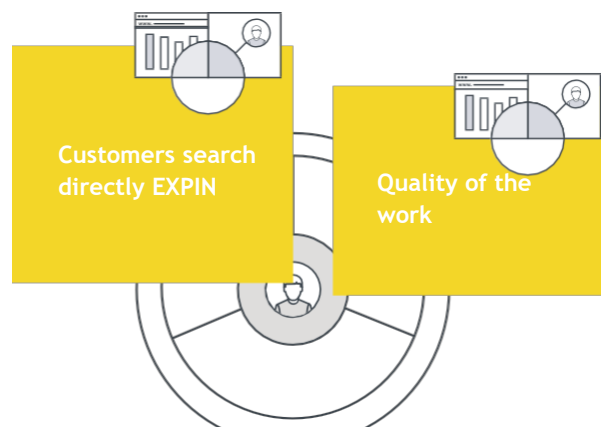 Customers search
directly EXPIN
Quality of the
work